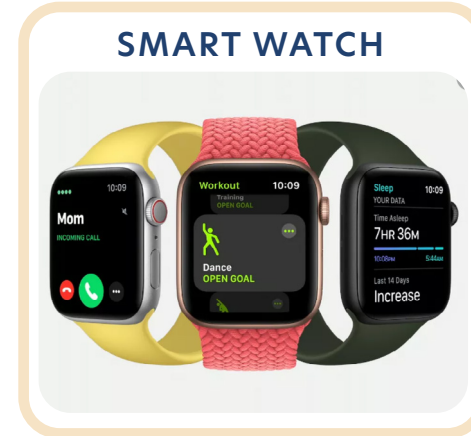 SMART WATCH
10:09
Mom
INCOMING CALL
Workout 10:09
Training
OPEN GOAL
Dance
OPEN GOAL
Sleep 10:09
YOUR DATA
Time Asleep
7HR 36M
10:08PM 5:44AM
Last 14 Days
Increase